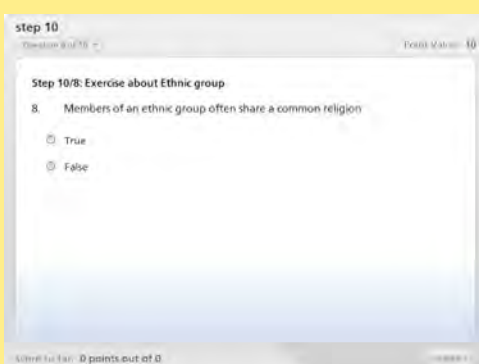 step 10
Point Value: 10
Step 10/8: Exercise about Ethnic group
8. Members of an ethnic group often share a common religion
True
False
0 points out of 0